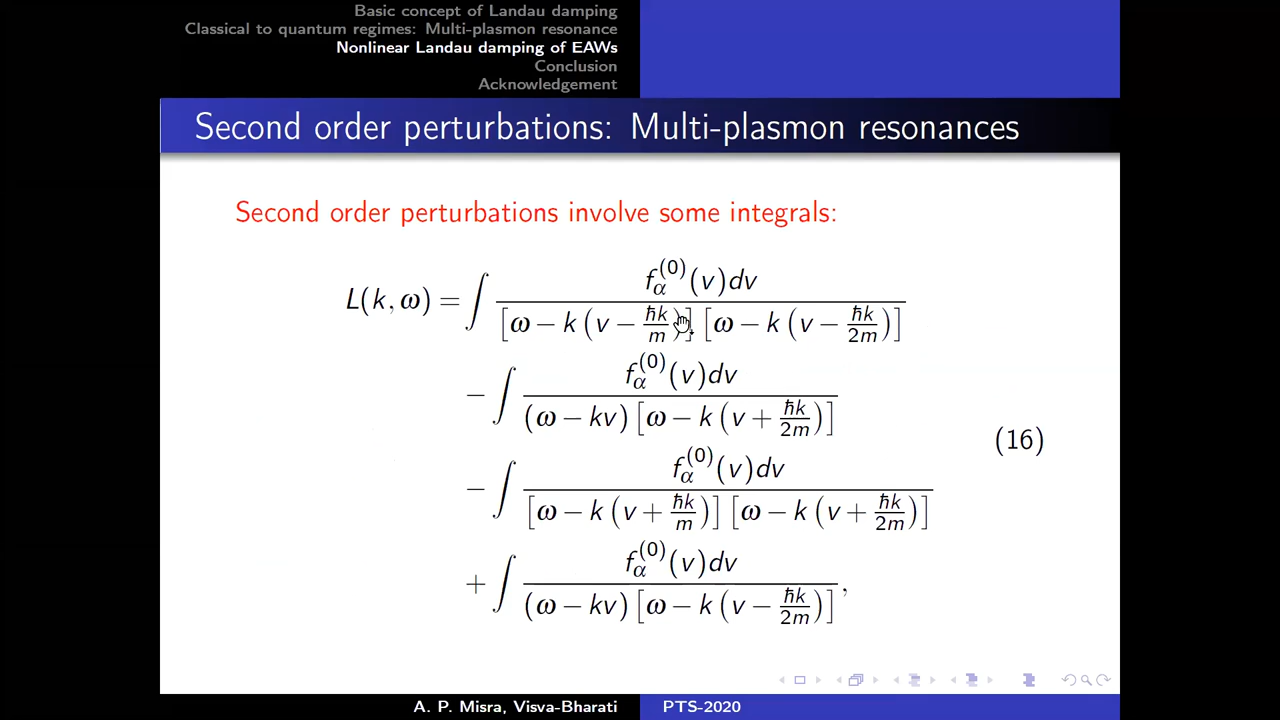 Basic concept of Landau damping
Classical to quantum regimes: Multi-plasmon resonance
Nonlinear Landau damping of EAWs
Conclusion
Acknowledgement
Second order perturbations: Multi-plasmon resonances
Second order perturbations involve some integrals:
L(k, ω) = ∫ f_α^(0)(v)dv / [ω − k (v − ħk/m)] [ω − k (v − ħk/2m)]
− ∫ f_α^(0)(v)dv / (ω − kv) [ω − k (v + ħk/2m)]
(16)
− ∫ f_α^(0)(v)dv / [ω − k (v + ħk/m)] [ω − k (v + ħk/2m)]
+ ∫ f_α^(0)(v)dv / (ω − kv) [ω − k (v − ħk/2m)],
A. P. Misra, Visva-Bharati PTS-2020